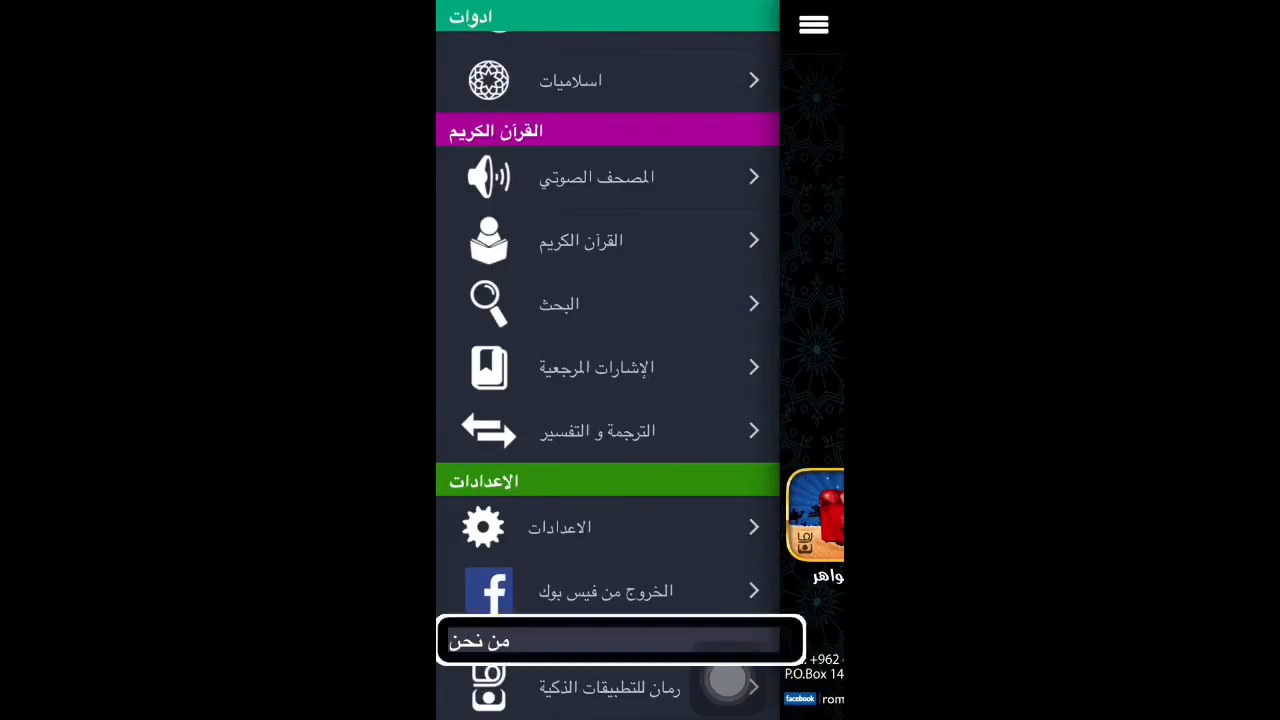 ادوات
اسلاميات
القرآن الكريم
المصحف الصوتي
القرآن الكريم
البحث
الإشارات المرجعية
الترجمة و التفسير
الاعدادات
الاعدادات
الخروج من فيس بوك
من نحن
رمان للتطبيقات الذكية
+962
P.O.Box 14
facebook
rom